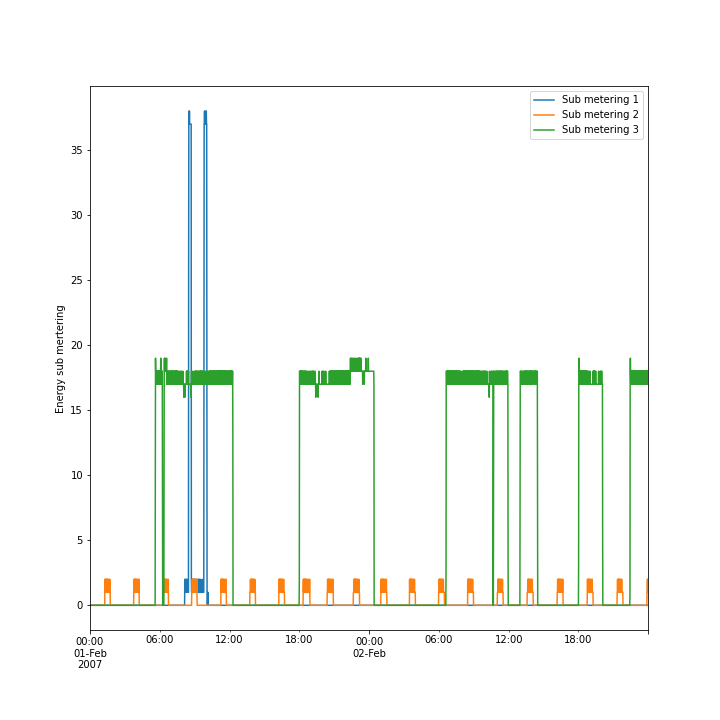 Sub metering 1
Sub metering 2
Sub metering 3
Energy sub mertering
35
30
25
20
15
10
5
0
00:00 06:00 12:00 18:00 00:00 06:00 12:00 18:00
01-Feb 02-Feb
2007